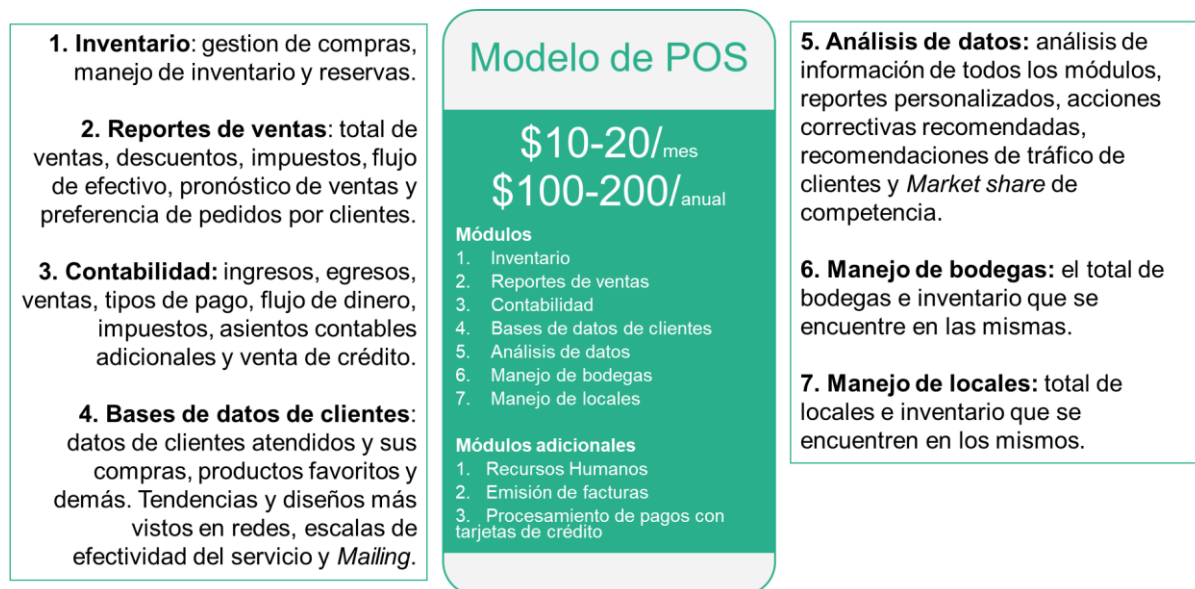 1. Inventario: gestion de compras,
manejo de inventario y reservas.
2. Reportes de ventas: total de
ventas, descuentos, impuestos, flujo
de efectivo, pronóstico de ventas y
preferencia de pedidos por clientes.
3. Contabilidad: ingresos, egresos,
ventas, tipos de pago, flujo de dinero,
impuestos, asientos contables
adicionales y venta de crédito.
4. Bases de datos de clientes:
datos de clientes atendidos y sus
compras, productos favoritos y
demás. Tendencias y diseños más
vistos en redes, escalas de
efectividad del servicio y Mailing.
Modelo de POS
$10-20/mes
$100-200/anual
Módulos
1. Inventario
2. Reportes de ventas
3. Contabilidad
4. Bases de datos de clientes
5. Análisis de datos
6. Manejo de bodegas
7. Manejo de locales
Módulos adicionales
1. Recursos Humanos
2. Emisión de facturas
3. Procesamiento de pagos con
tarjetas de crédito
5. Análisis de datos: análisis de
información de todos los módulos,
reportes personalizados, acciones
correctivas recomendadas,
recomendaciones de tráfico de
clientes y Market share de
competencia.
6. Manejo de bodegas: el total de
bodegas e inventario que se
encuentre en las mismas.
7. Manejo de locales: total de
locales e inventario que se
encuentren en los mismos.